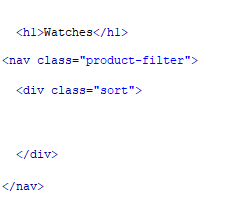 <h1>Watches</h1>
<nav class="product-filter">
<div class="sort">
</div>
</nav>